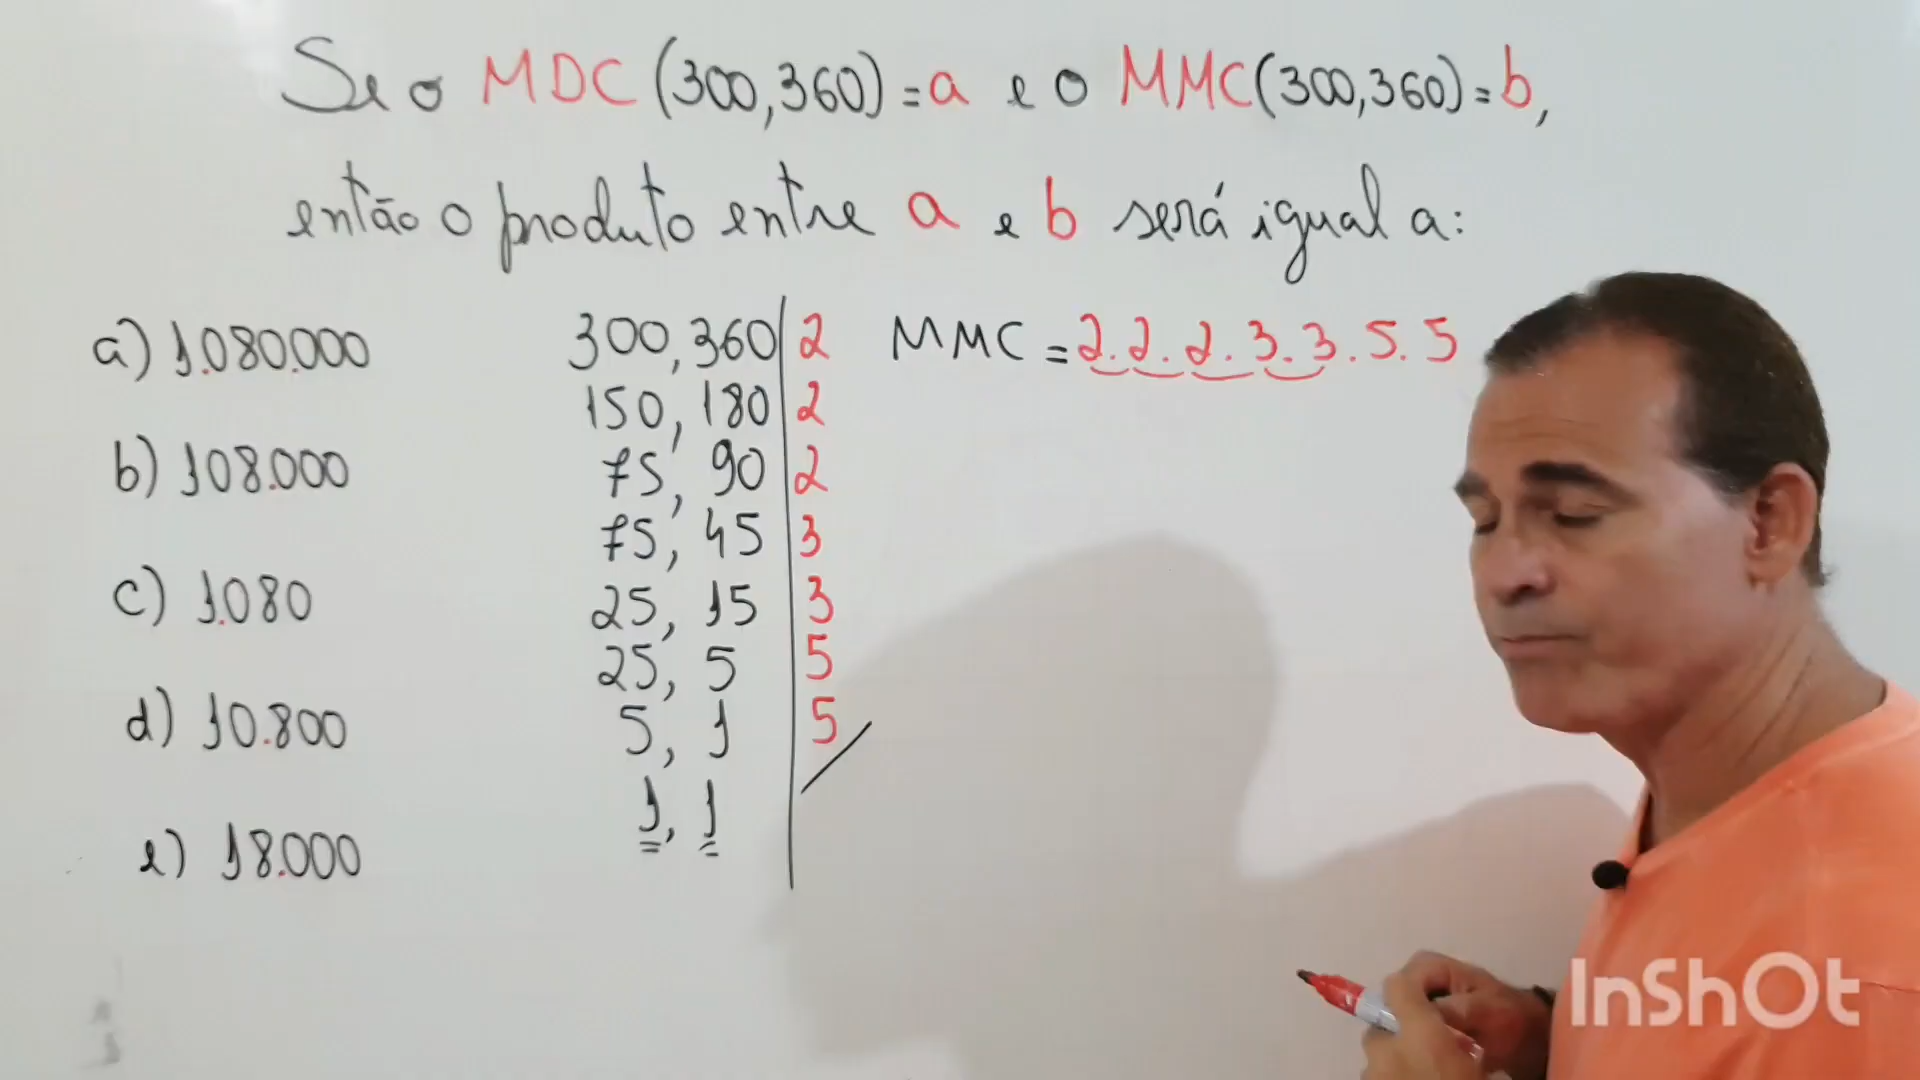 Se o MDC (300,360)=a e o MMC(300,360)=b,
então o produto entre a e b será igual a:
a) 1.080.000
b) 108.000
c) 1.080
d) 10.800
e) 18.000
300, 360 2
150, 180 2
75, 90 2
75, 45 3
25, 15 3
25, 5 5
5, 1 5
1, 1
MMC = 2.2.2.3.3.5.5
InShOt